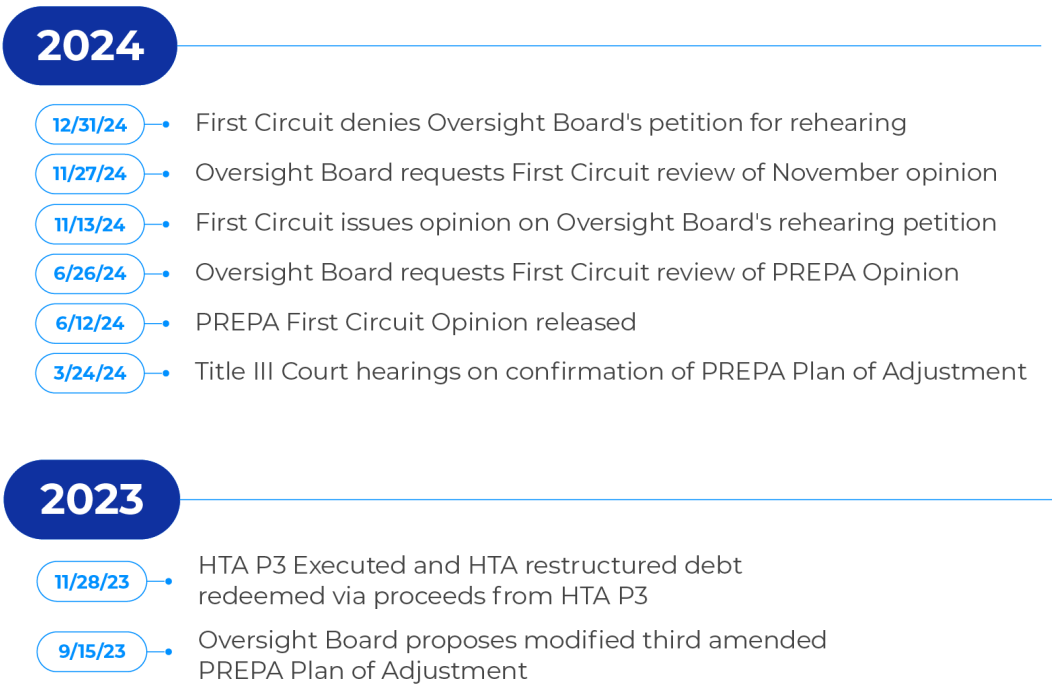 2024
12/31/24 First Circuit denies Oversight Board's petition for rehearing
11/27/24 Oversight Board requests First Circuit review of November opinion
11/13/24 First Circuit issues opinion on Oversight Board's rehearing petition
6/26/24 Oversight Board requests First Circuit review of PREPA Opinion
6/12/24 PREPA First Circuit Opinion released
3/24/24 Title III Court hearings on confirmation of PREPA Plan of Adjustment
2023
11/28/23 HTA P3 Executed and HTA restructured debt
redeemed via proceeds from HTA P3
9/15/23 Oversight Board proposes modified third amended
PREPA Plan of Adjustment